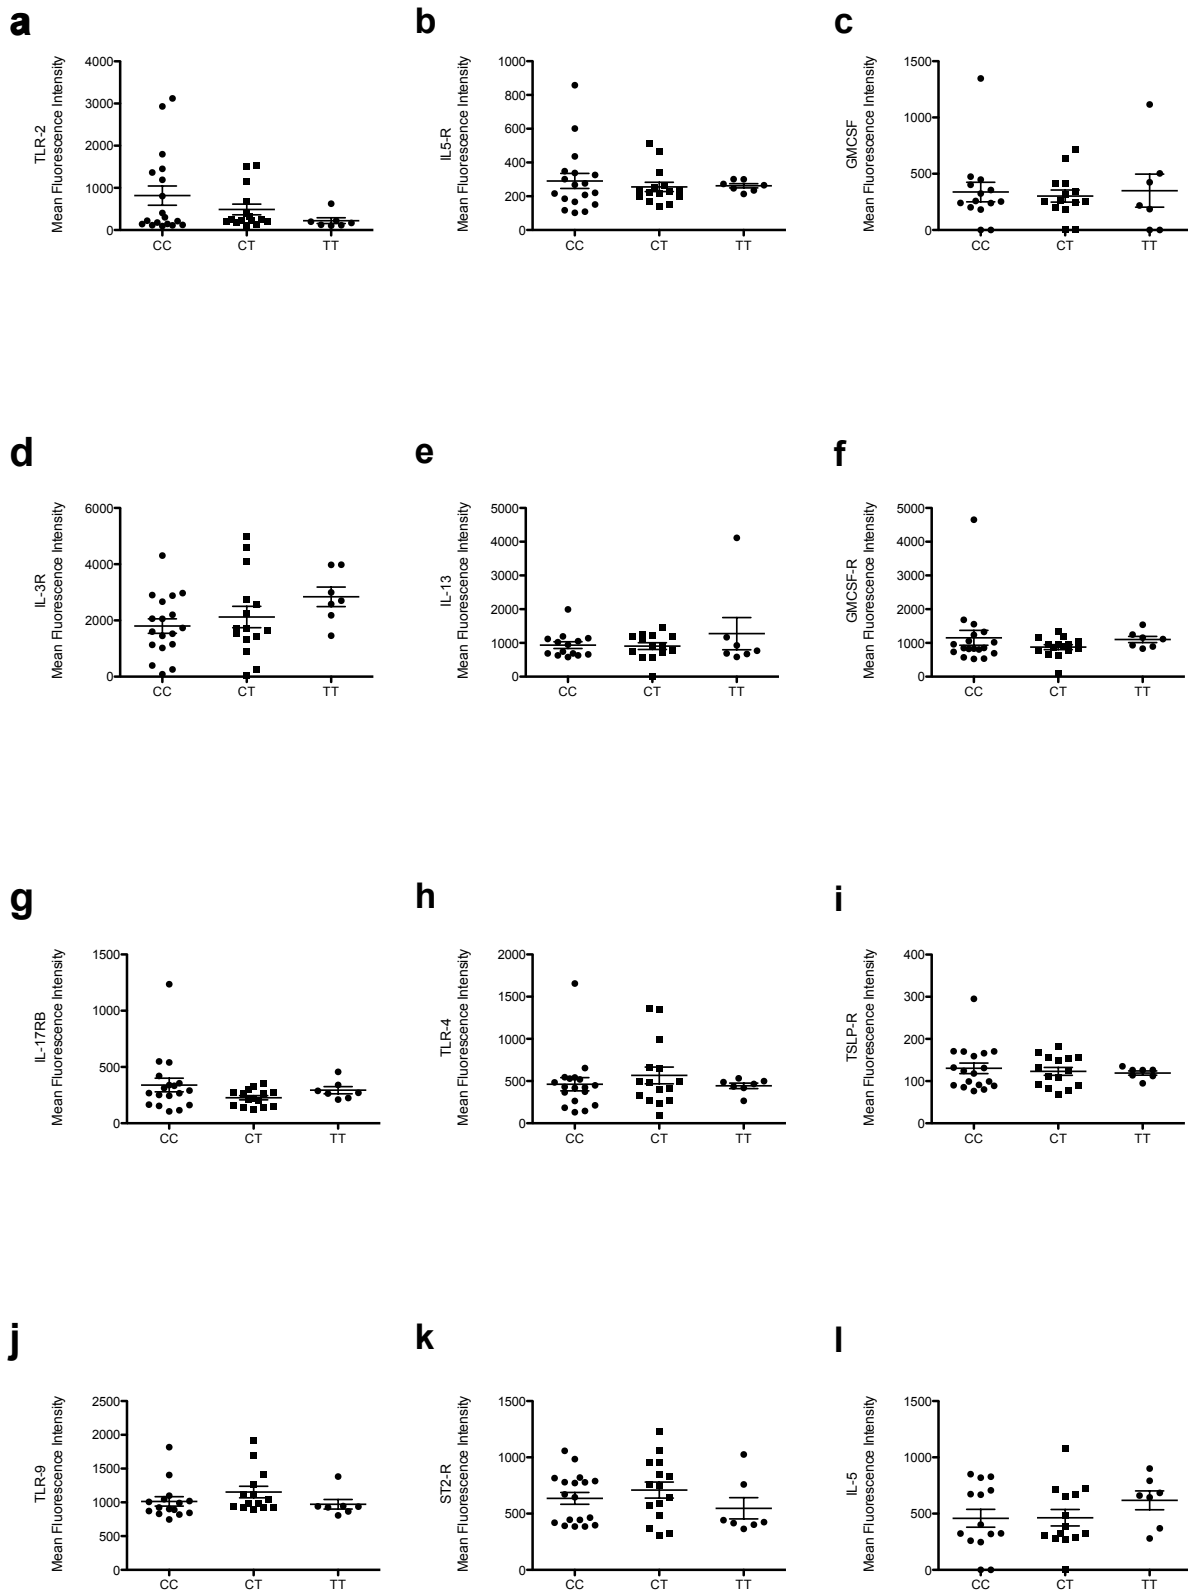 a
b
c
TLR-2
Mean Fluorescence Intensity
4000
3000
2000
1000
0
CC CT TT
IL5-R
Mean Fluorescence Intensity
1000
800
600
400
200
0
CC CT TT
GMCSF
Mean Fluorescence Intensity
1500
1000
500
0
CC CT TT
d
e
f
IL-3R
Mean Fluorescence Intensity
6000
4000
2000
0
CC CT TT
IL-13
Mean Fluorescence Intensity
5000
4000
3000
2000
1000
0
CC CT TT
GMCSF-R
Mean Fluorescence Intensity
5000
4000
3000
2000
1000
0
CC CT TT
g
h
i
IL-17RB
Mean Fluorescence Intensity
1500
1000
500
0
CC CT TT
TLR-4
Mean Fluorescence Intensity
2000
1500
1000
500
0
CC CT TT
TSLP-R
Mean Fluorescence Intensity
400
300
200
100
0
CC CT TT
j
k
l
TLR-9
Mean Fluorescence Intensity
2500
2000
1500
1000
500
0
CC CT TT
ST2-R
Mean Fluorescence Intensity
1500
1000
500
0
CC CT TT
IL-5
Mean Fluorescence Intensity
1500
1000
500
0
CC CT TT